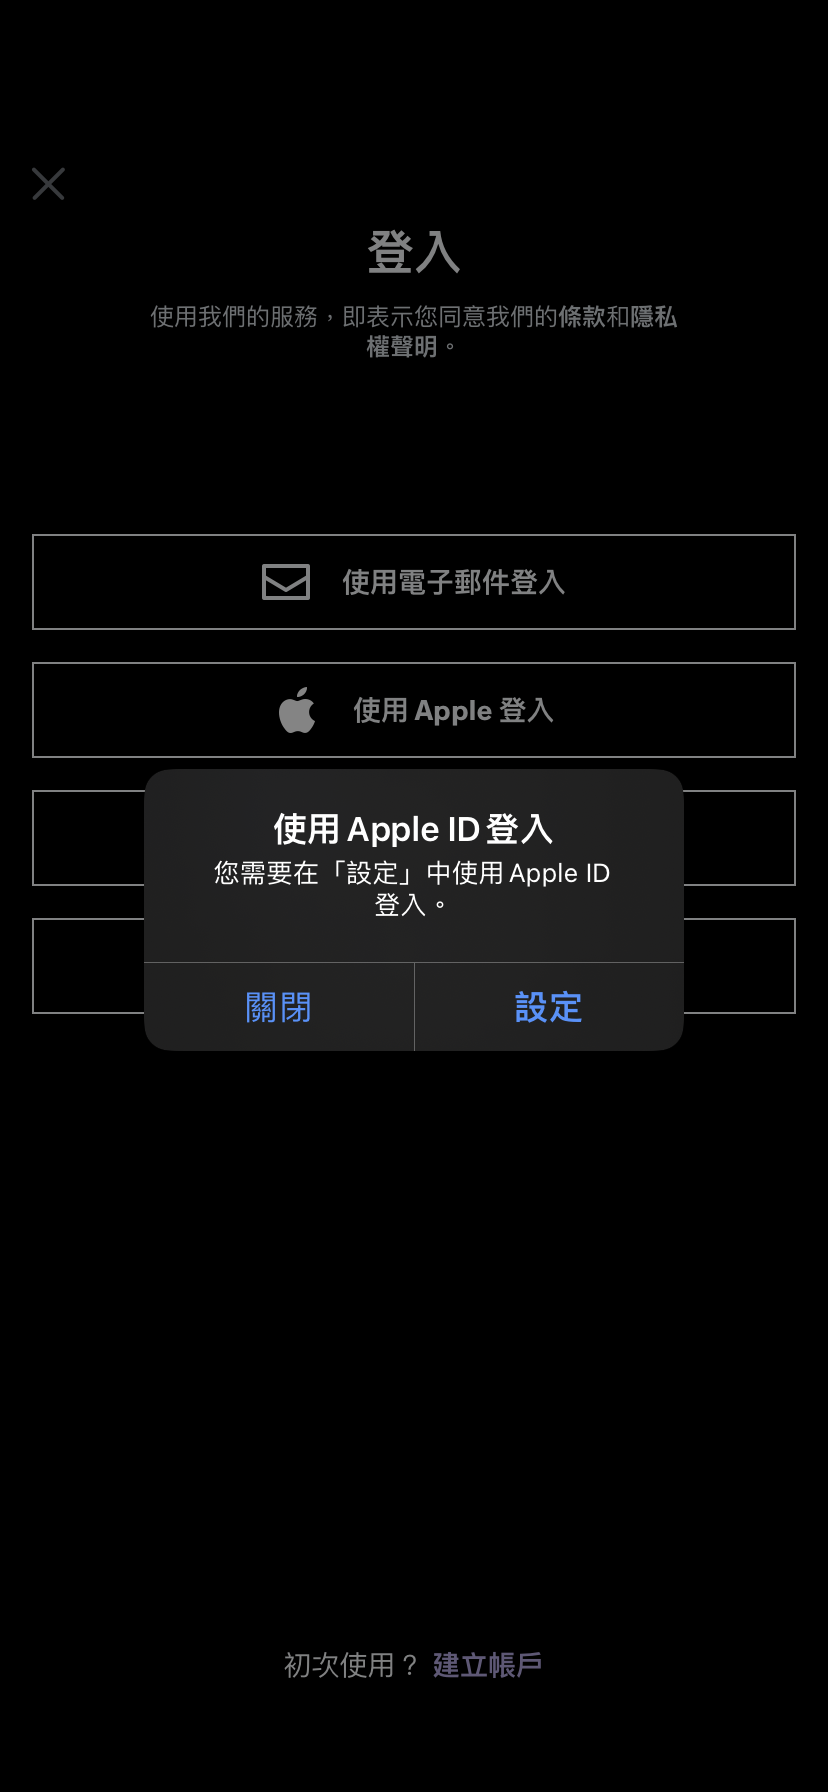 登入
使用我們的服務，即表示您同意我們的條款和隱私
權聲明。
使用電子郵件登入
使用 Apple 登入
使用 Apple ID 登入
您需要在「設定」中使用 Apple ID
登入。
關閉
設定
初次使用？ 建立帳戶